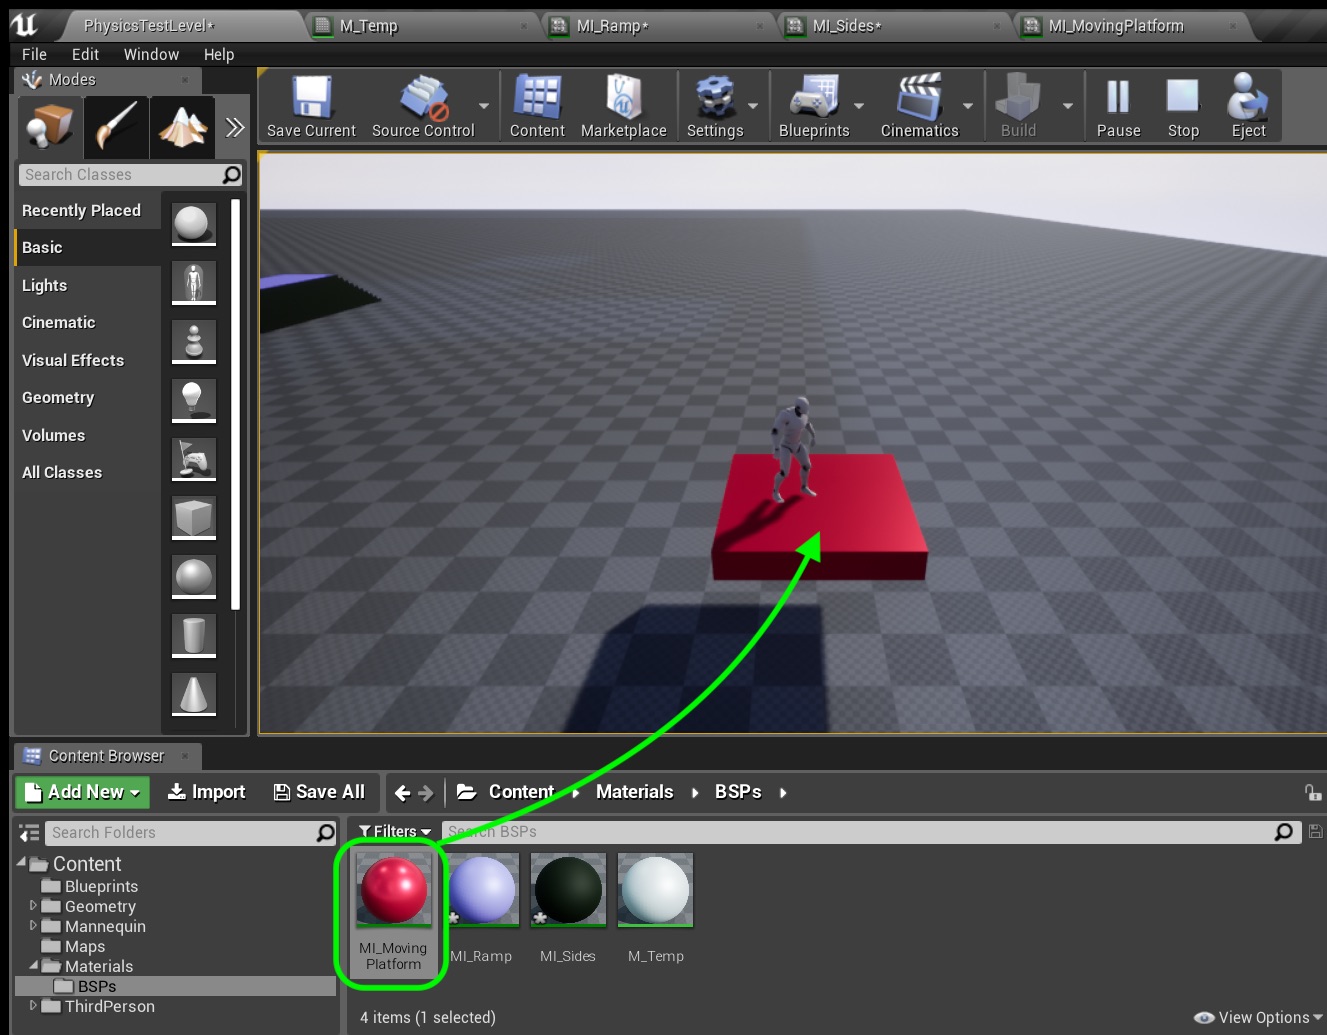 PhysicsTestLevel*
M_Temp
MI_Ramp*
MI_Sides*
MI_MovingPlatform
File Edit Window Help
Modes
Save Current
Source Control
Content
Marketplace
Settings
Blueprints
Cinematics
Build
Pause
Stop
Eject
Search Classes
Recently Placed
Basic
Lights
Cinematic
Visual Effects
Geometry
Volumes
All Classes
Content Browser
Add New
Import
Save All
Content
Materials
BSPs
Search Folders
Filters
Search BSPs
Content
Blueprints
Geometry
Mannequin
Maps
Materials
BSPs
ThirdPerson
MI_Moving
Platform
MI_Ramp
MI_Sides
M_Temp
4 items (1 selected)
View Options